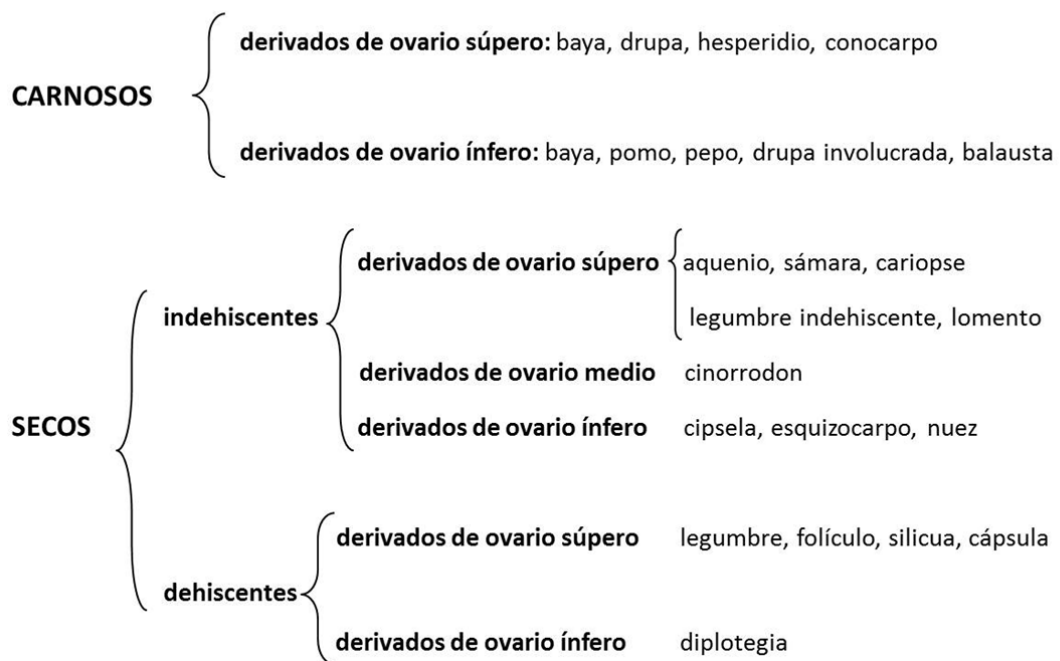 derivados de ovario súpero: baya, drupa, hesperidio, conocarpo
CARNOSOS
derivados de ovario ínfero: baya, pomo, pepo, drupa involucrada, balausta
derivados de ovario súpero aquenio, sámara, cariopse
indehiscentes legumbre indehiscente, lomento
derivados de ovario medio cinorrodon
SECOS derivados de ovario ínfero cipsela, esquizocarpo, nuez
derivados de ovario súpero legumbre, folículo, silicua, cápsula
dehiscentes
derivados de ovario ínfero diplotegia